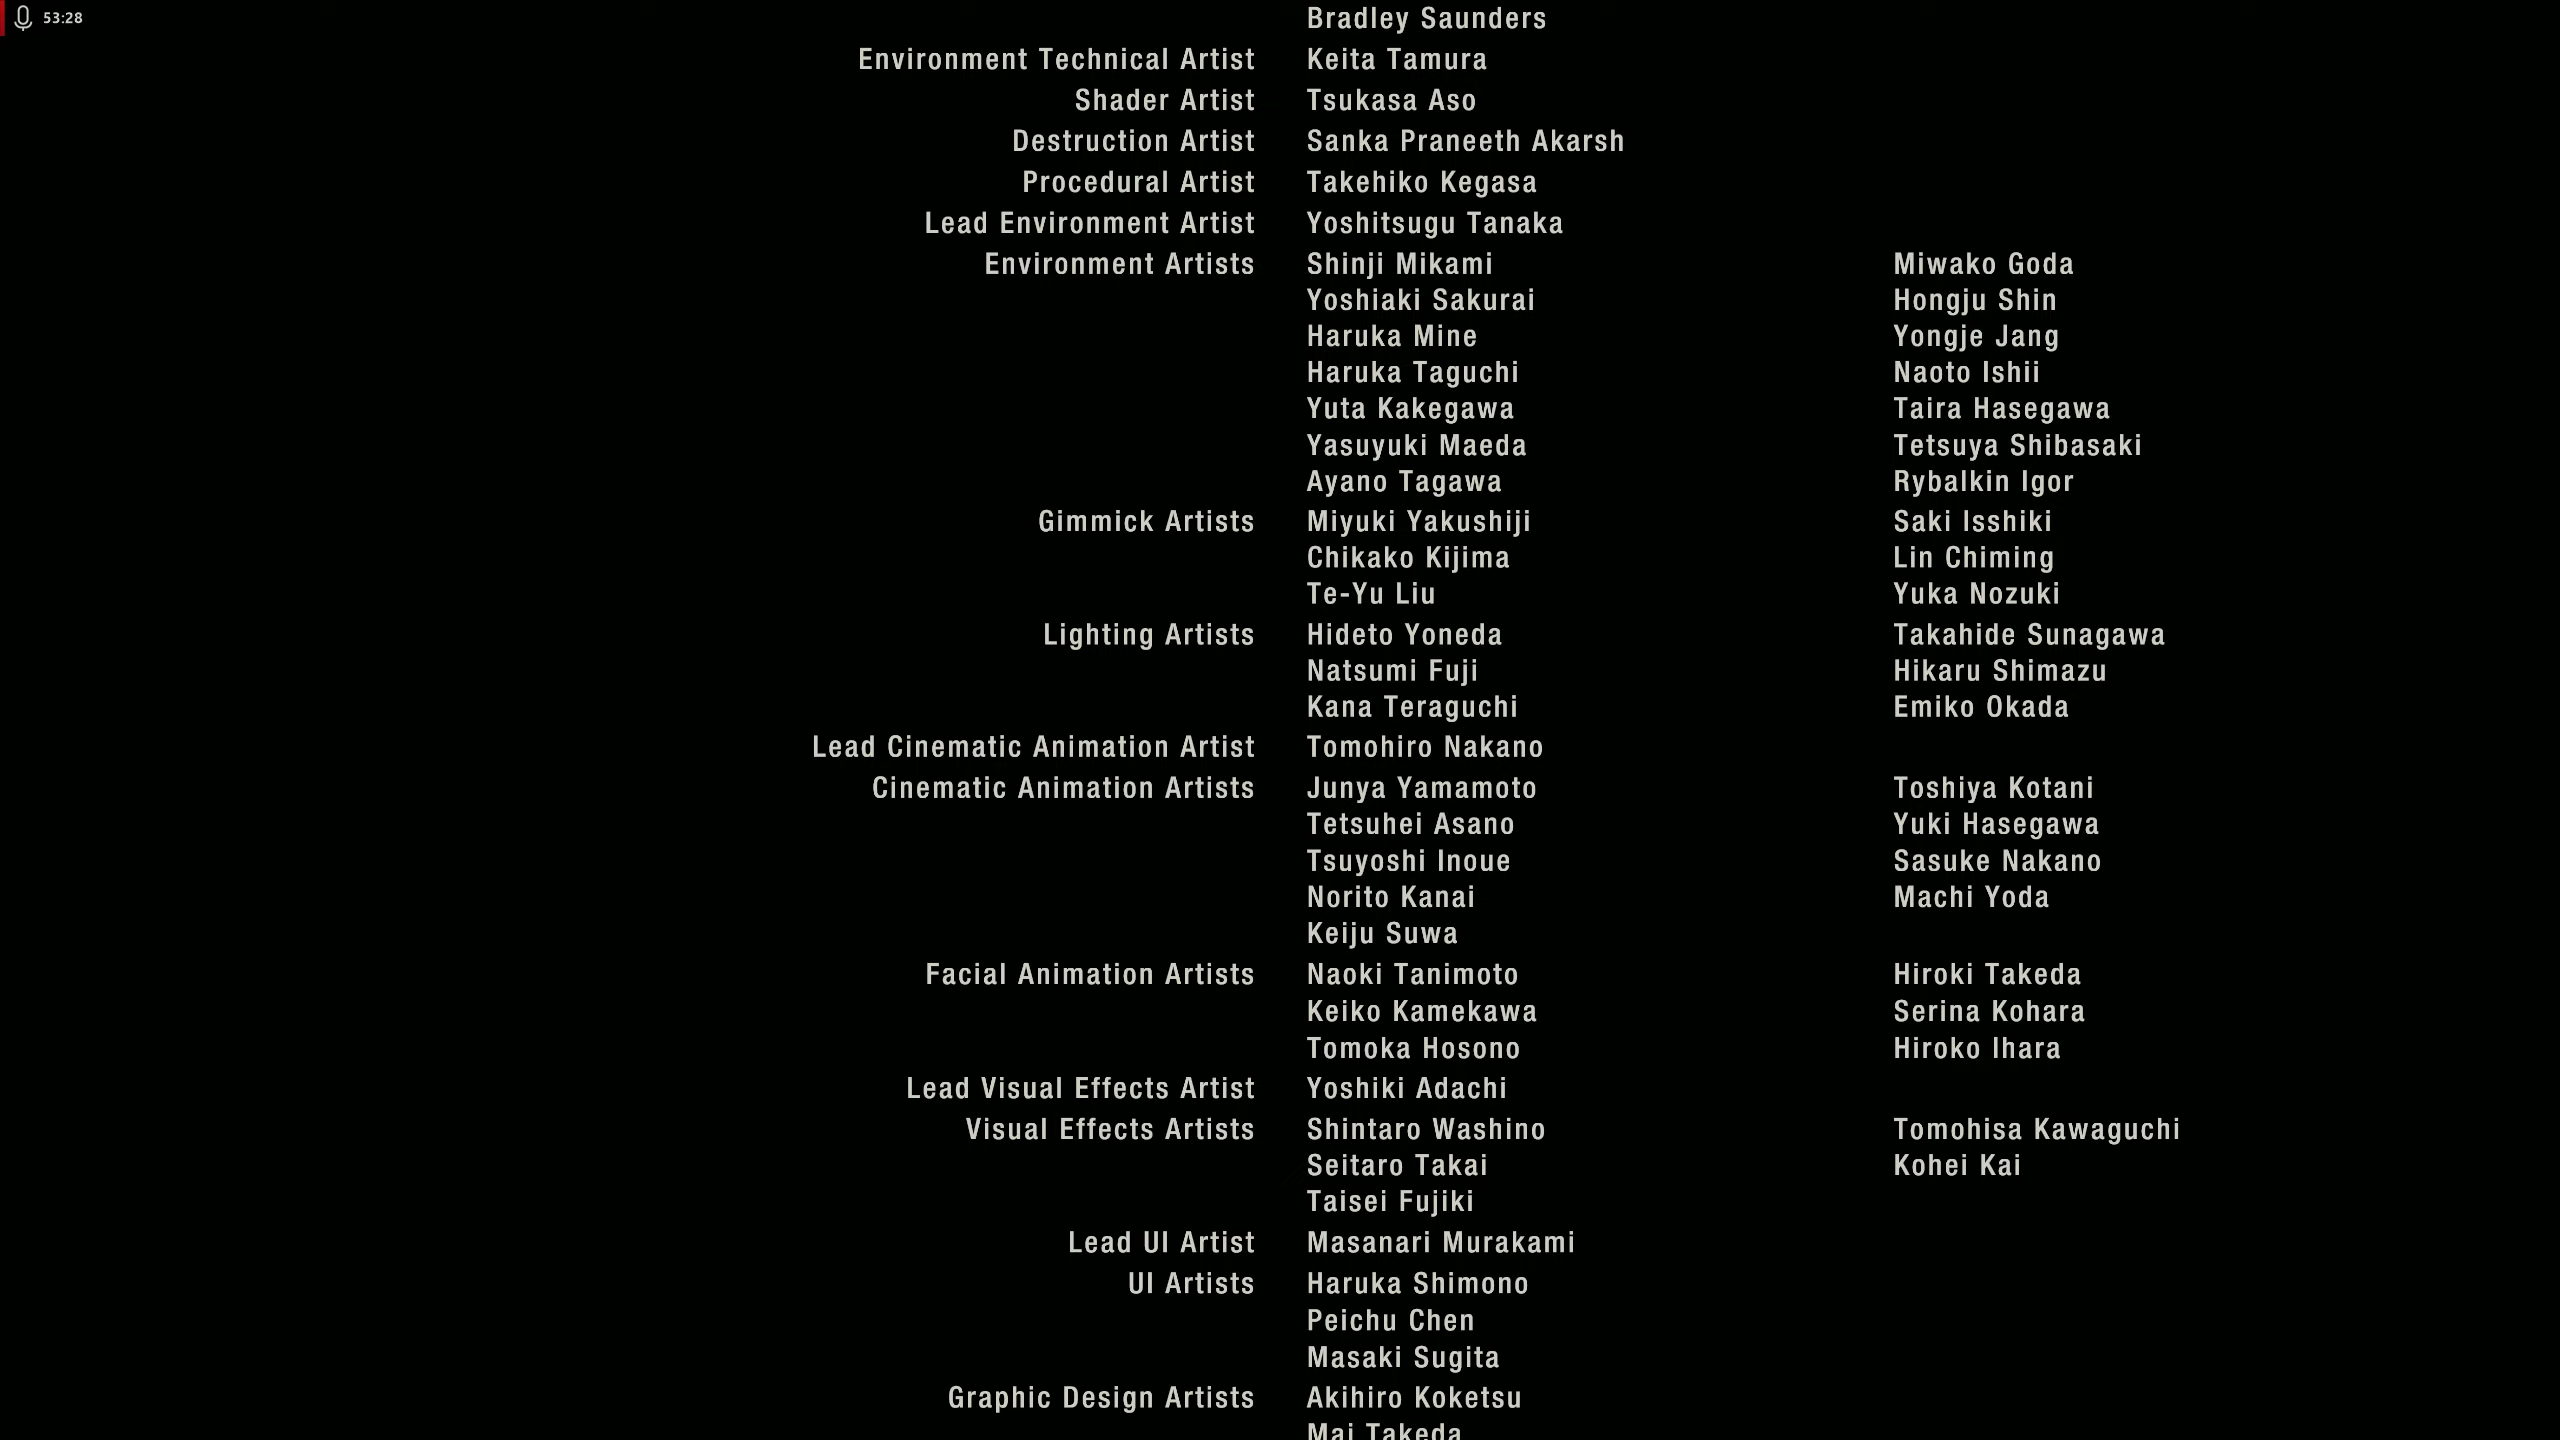 53:28
Bradley Saunders
Environment Technical Artist Keita Tamura
Shader Artist Tsukasa Aso
Destruction Artist Sanka Praneeth Akarsh
Procedural Artist Takehiko Kegasa
Lead Environment Artist Yoshitsugu Tanaka
Environment Artists Shinji Mikami Miwako Goda
Yoshiaki Sakurai Hongju Shin
Haruka Mine Yongje Jang
Haruka Taguchi Naoto Ishii
Yuta Kakegawa Taira Hasegawa
Yasuyuki Maeda Tetsuya Shibasaki
Ayano Tagawa Rybalkin Igor
Gimmick Artists Miyuki Yakushiji Saki Isshiki
Chikako Kijima Lin Chiming
Te-Yu Liu Yuka Nozuki
Lighting Artists Hideto Yoneda Takahide Sunagawa
Natsumi Fuji Hikaru Shimazu
Kana Teraguchi Emiko Okada
Lead Cinematic Animation Artist Tomohiro Nakano
Cinematic Animation Artists Junya Yamamoto Toshiya Kotani
Tetsuhei Asano Yuki Hasegawa
Tsuyoshi Inoue Sasuke Nakano
Norito Kanai Machi Yoda
Keiju Suwa
Facial Animation Artists Naoki Tanimoto Hiroki Takeda
Keiko Kamekawa Serina Kohara
Tomoka Hosono Hiroko Ihara
Lead Visual Effects Artist Yoshiki Adachi
Visual Effects Artists Shintaro Washino Tomohisa Kawaguchi
Seitaro Takai Kohei Kai
Taisei Fujiki
Lead UI Artist Masanari Murakami
UI Artists Haruka Shimono
Peichu Chen
Masaki Sugita
Graphic Design Artists Akihiro Koketsu
Mai Takeda